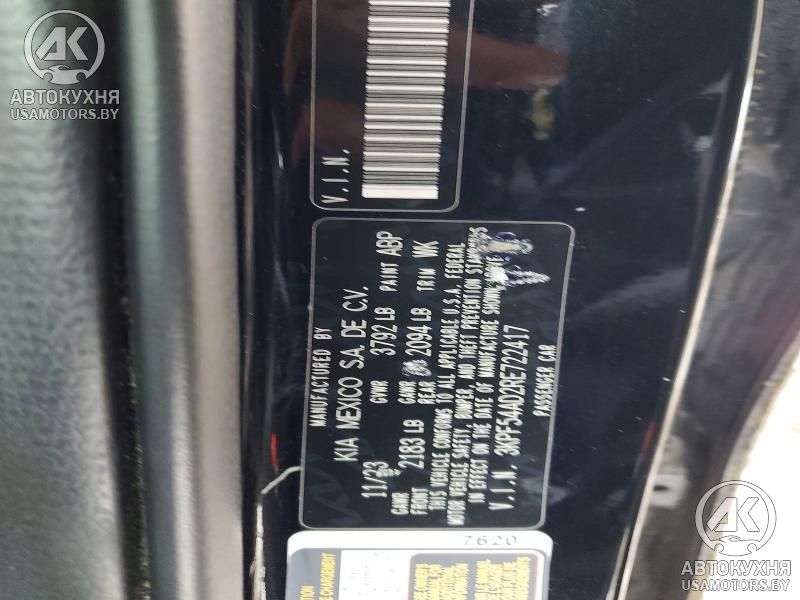 АВТОКУХНЯ
USAMOTORS.BY
V.I.N.
MANUFACTURED BY
KIA MEXICO S.A. DE C.V.
11/23 GVWR 3792 LB PAINT ABP
GAWR FRONT 2183 LB GAWR REAR 2094 LB TRIM WK
THIS VEHICLE CONFORMS TO ALL APPLICABLE U.S.A. FEDERAL
MOTOR VEHICLE SAFETY, BUMPER, AND THEFT PREVENTION STANDARDS
IN EFFECT ON THE DATE OF MANUFACTURE SHOWN ABOVE
V.I.N. 3KPF54AD2RE722417
PASSENGER CAR
7620
АВТОКУХНЯ
USAMOTORS.BY